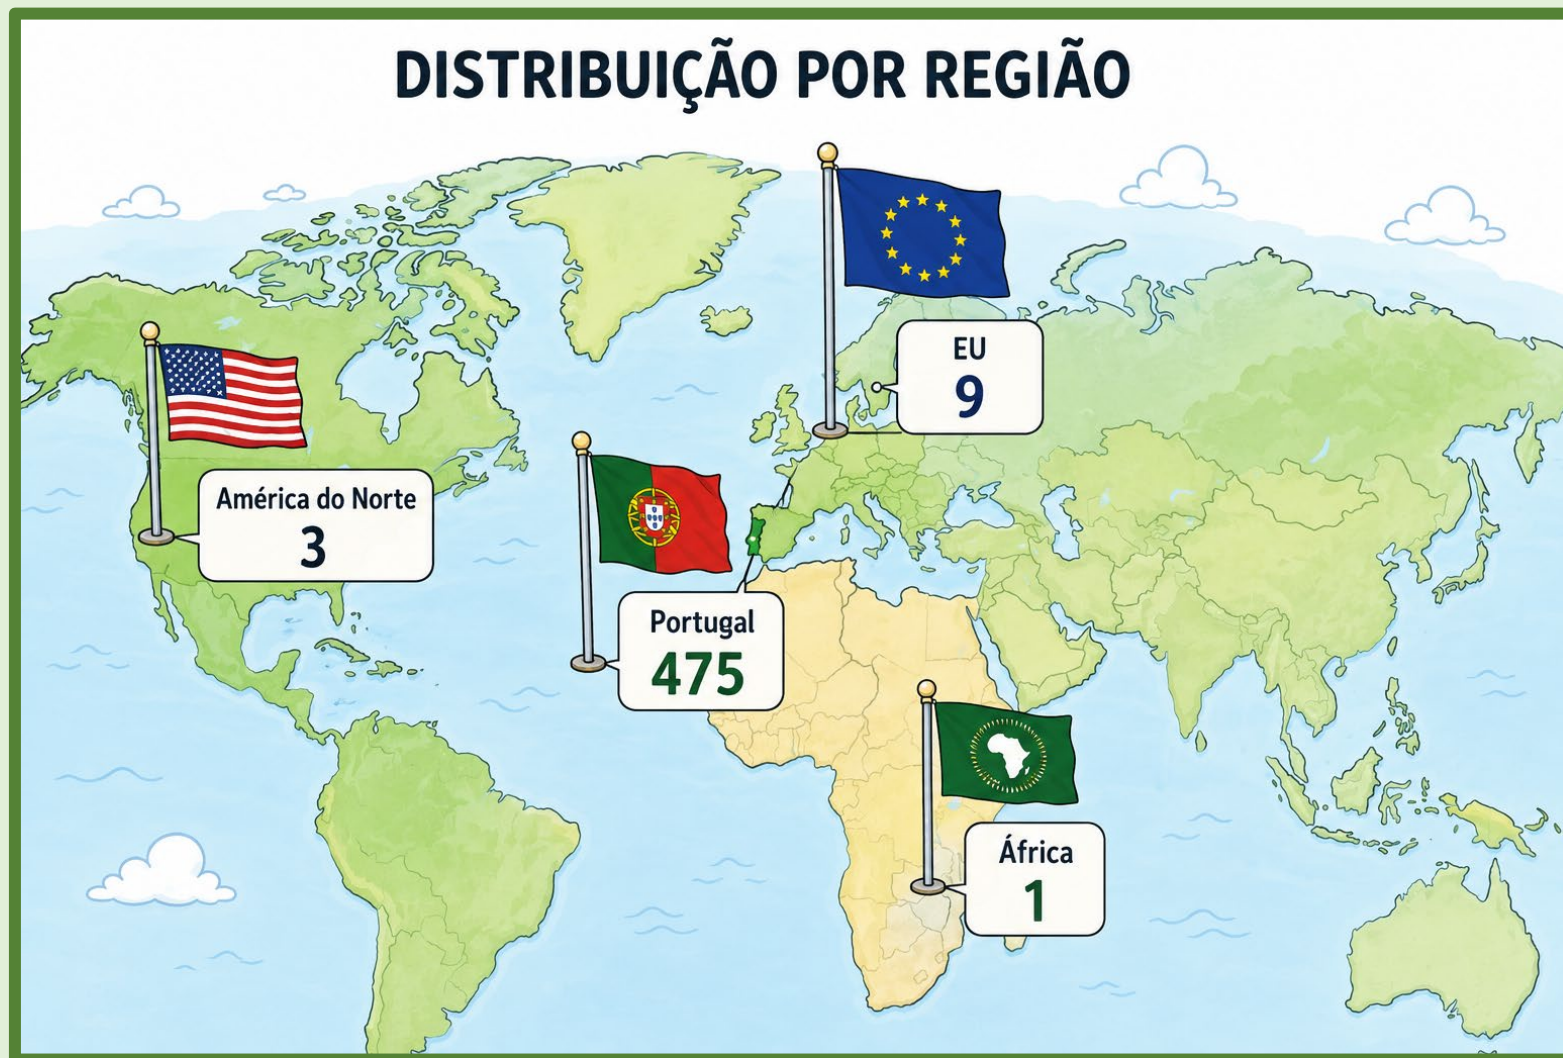 DISTRIBUIÇÃO POR REGIÃO
EU
9
América do Norte
3
Portugal
475
África
1